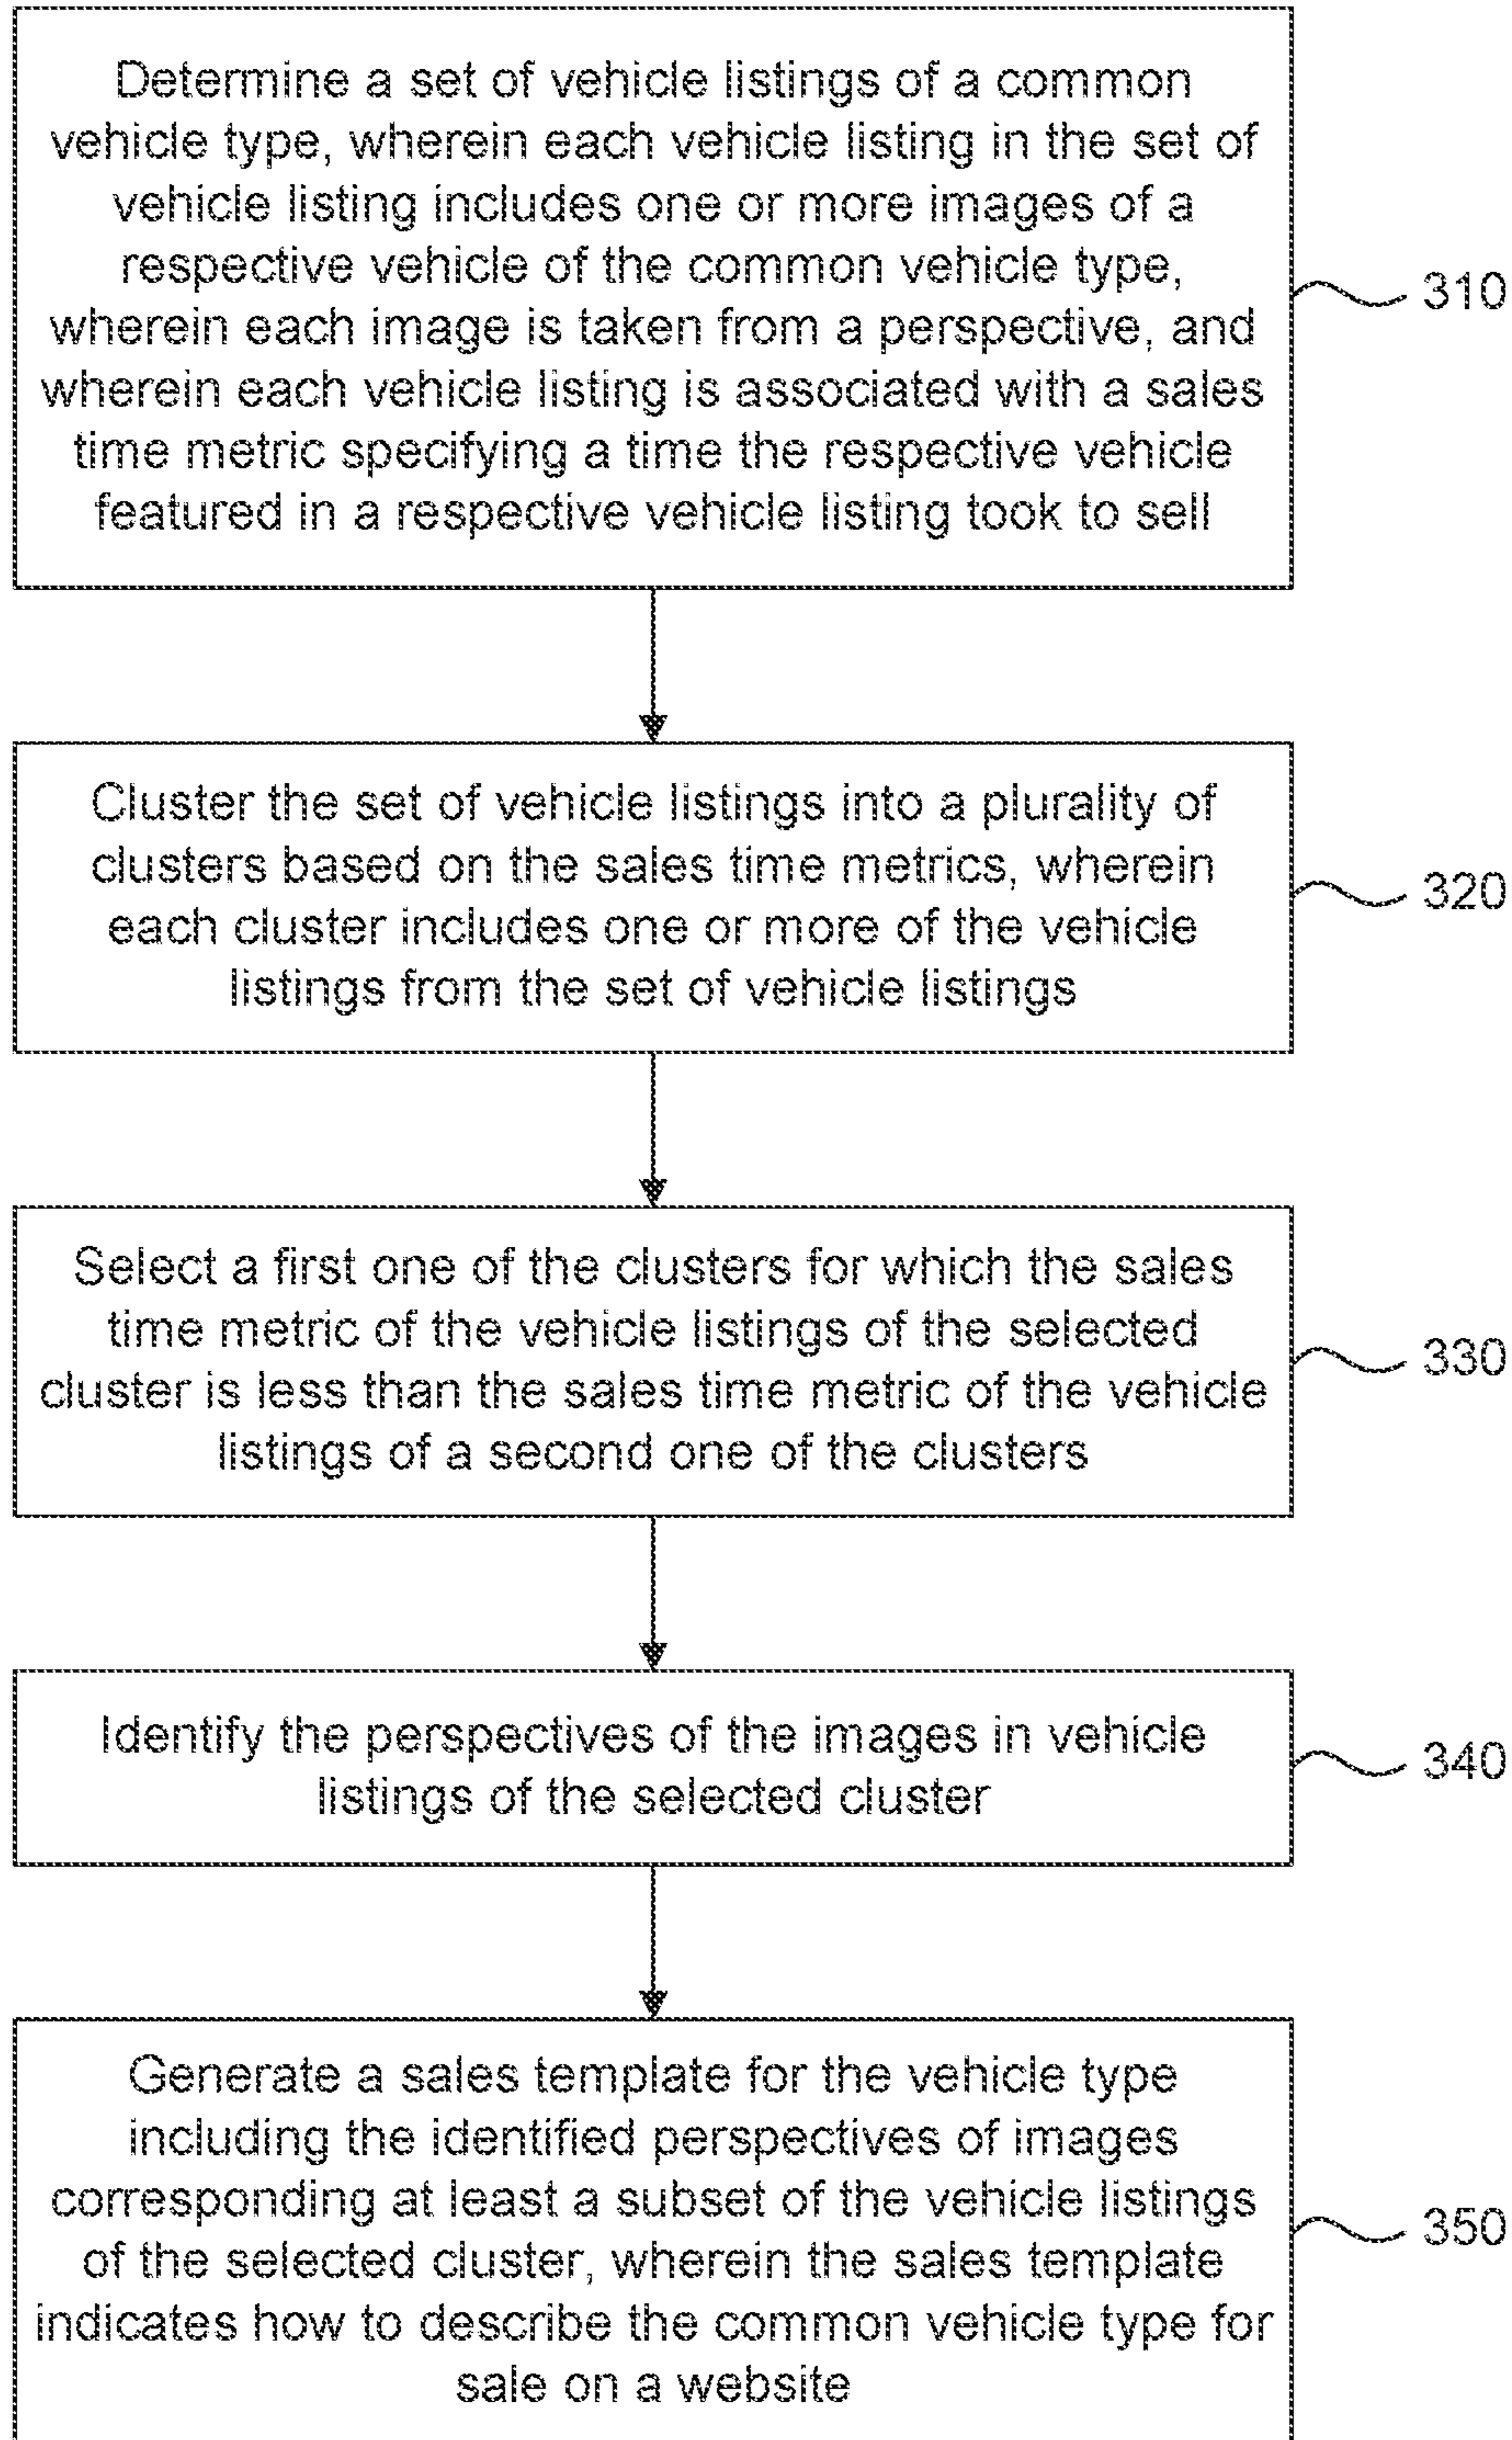 Determine a set of vehicle listings of a common
vehicle type, wherein each vehicle listing in the set of
vehicle listing includes one or more images of a
respective vehicle of the common vehicle type,
wherein each image is taken from a perspective, and
wherein each vehicle listing is associated with a sales
time metric specifying a time the respective vehicle
featured in a respective vehicle listing took to sell
310
Cluster the set of vehicle listings into a plurality of
clusters based on the sales time metrics, wherein
each cluster includes one or more of the vehicle
listings from the set of vehicle listings
320
Select a first one of the clusters for which the sales
time metric of the vehicle listings of the selected
cluster is less than the sales time metric of the vehicle
listings of a second one of the clusters
330
Identify the perspectives of the images in vehicle
listings of the selected cluster
340
Generate a sales template for the vehicle type
including the identified perspectives of images
corresponding at least a subset of the vehicle listings
of the selected cluster, wherein the sales template
indicates how to describe the common vehicle type for
sale on a website
350